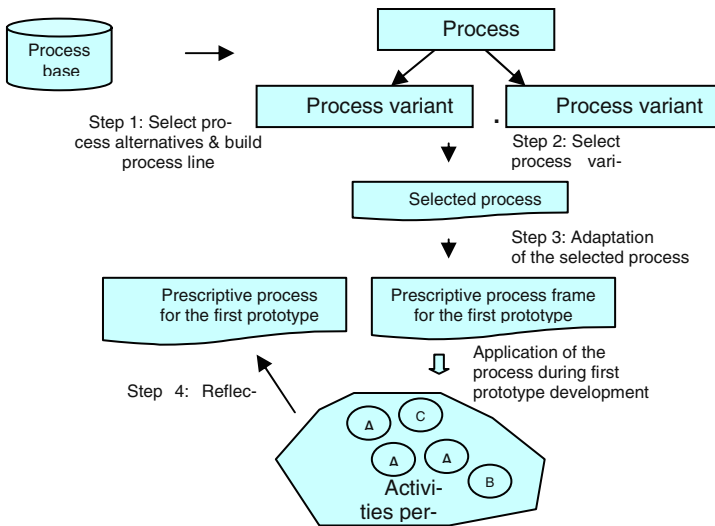 Process
base
Process
Process variant
.
Process variant
Step 1: Select pro-
cess alternatives & build
process line
Step 2: Select
process vari-
Selected process
Step 3: Adaptation
of the selected process
Prescriptive process
for the first prototype
Prescriptive process frame
for the first prototype
Application of the
process during first
prototype development
Step 4: Reflec-
A
C
A
A
B
Activi-
ties per-